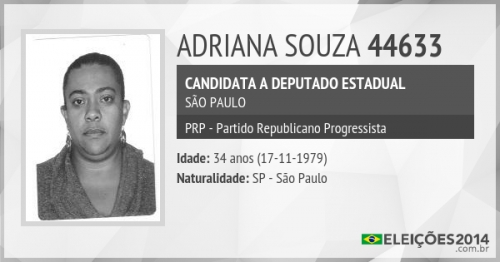 ADRIANA SOUZA 44633
CANDIDATA A DEPUTADO ESTADUAL
SÃO PAULO
PRP - Partido Republicano Progressista
Idade: 34 anos (17-11-1979)
Naturalidade: SP - São Paulo
ELEIÇÕES2014
.com.br